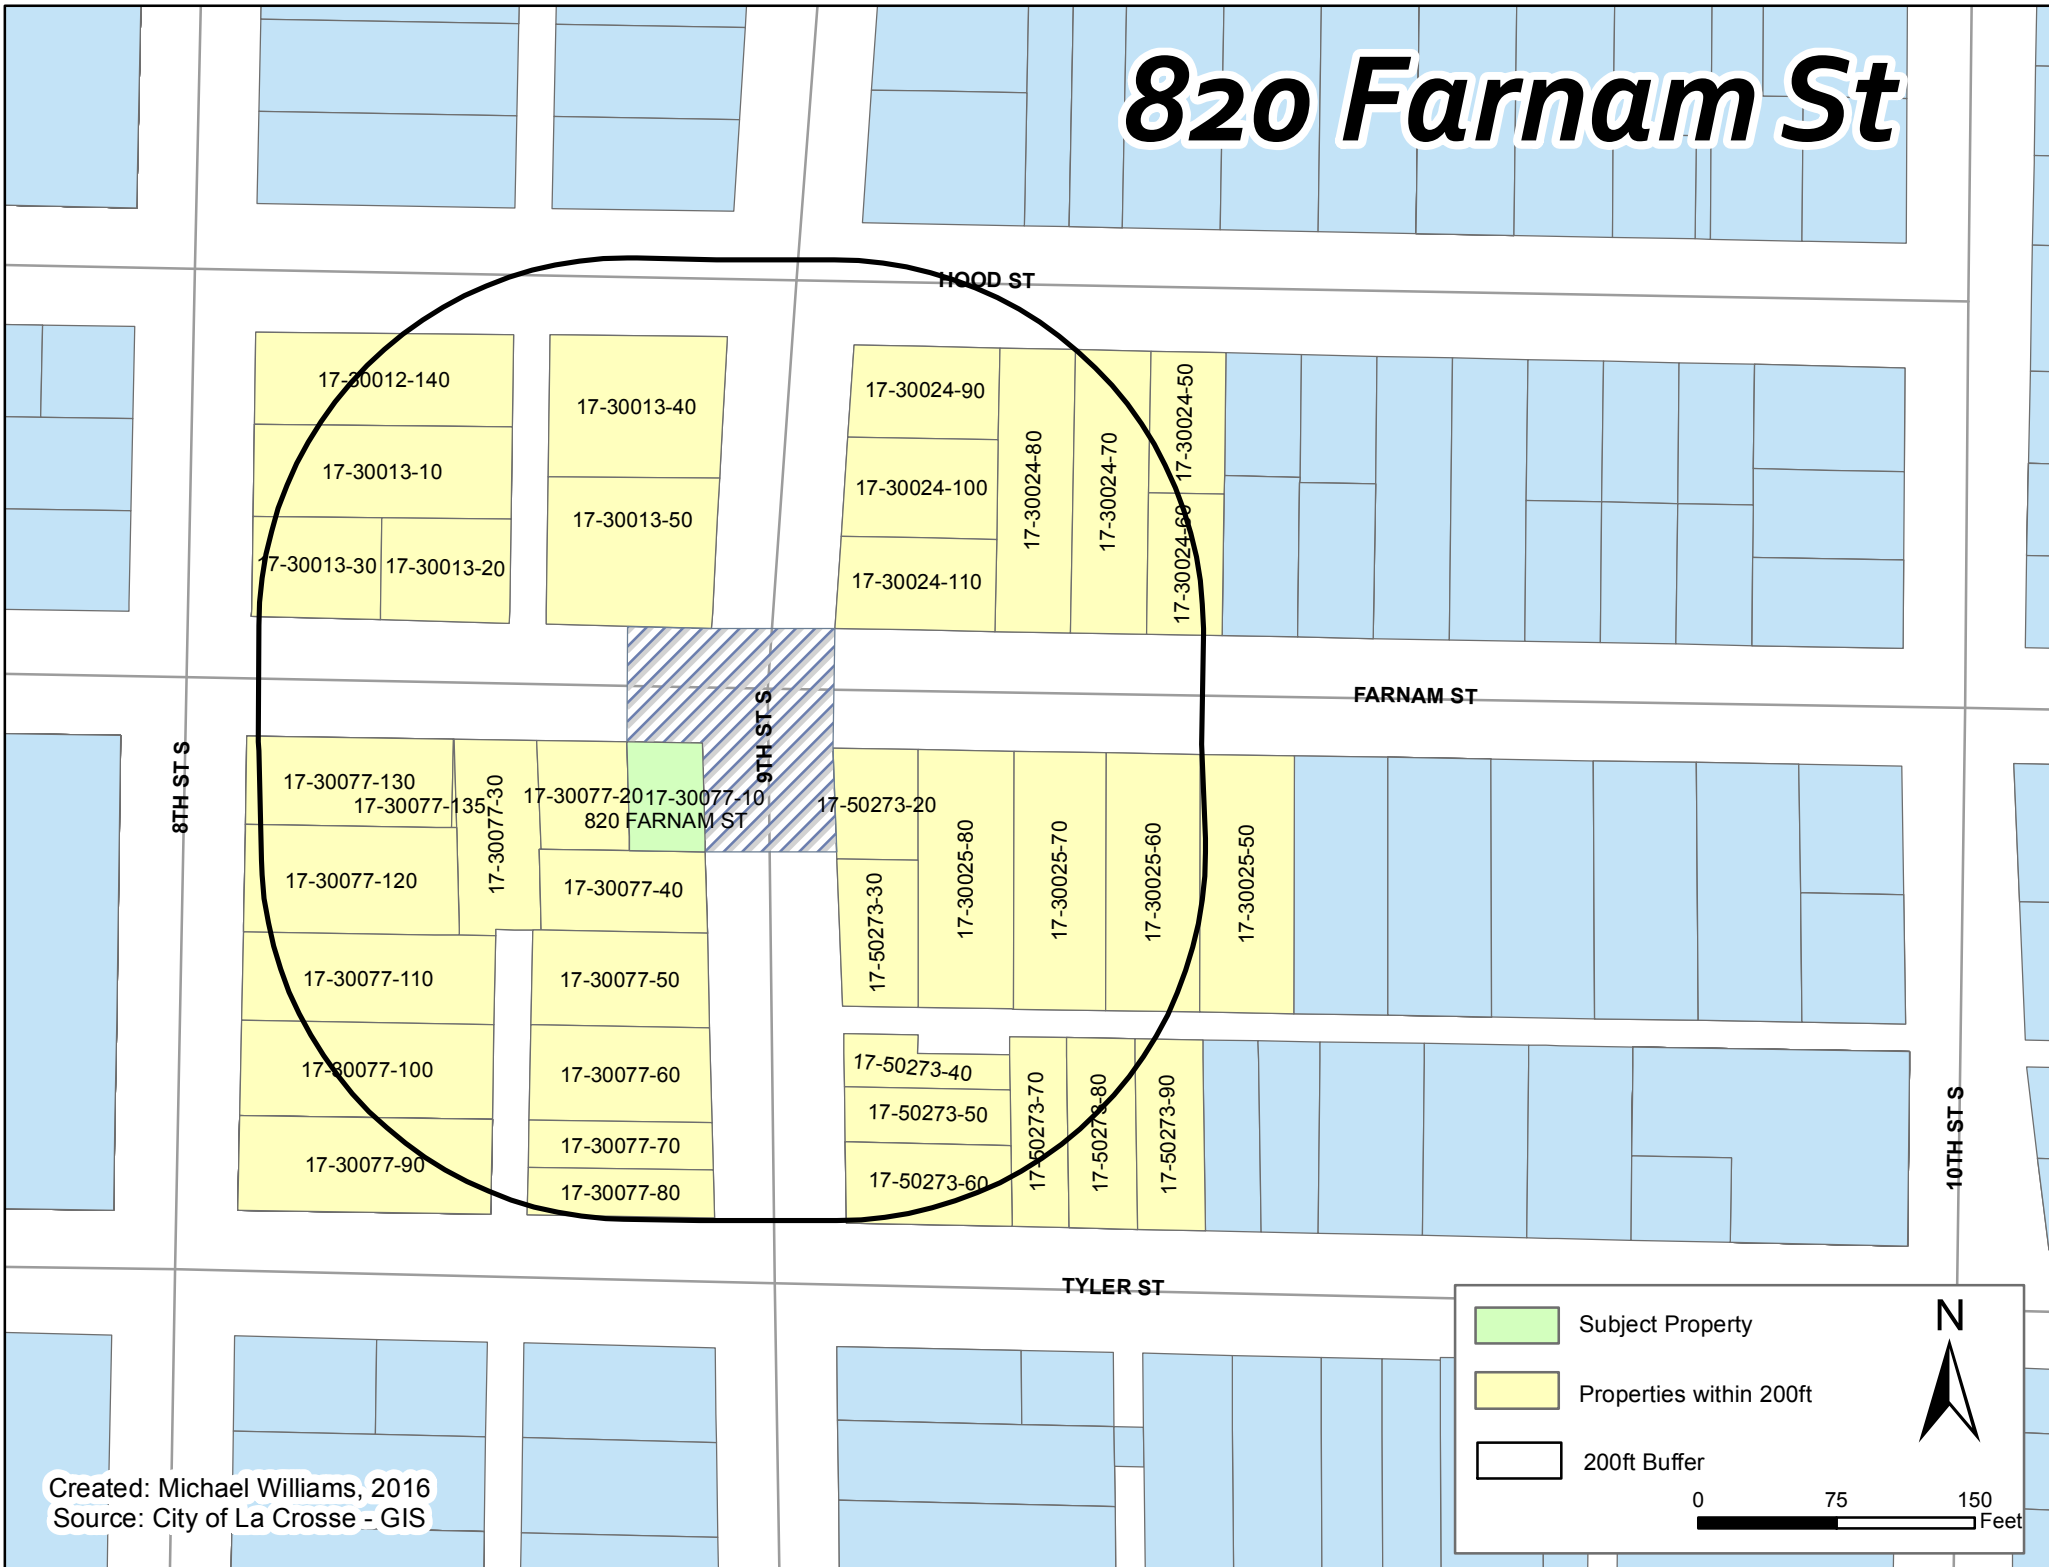 820 Farnam St
HOOD ST
17-30012-140
17-30013-40
17-30013-10
17-30013-50
17-30013-30
17-30013-20
17-30024-90
17-30024-100
17-30024-110
17-30024-80
17-30024-70
17-30024-50
17-30024-60
FARNAM ST
8TH ST S
9TH ST S
17-30077-130
17-30077-135
17-30077-30
17-30077-20
17-30077-10
820 FARNAM ST
17-30077-120
17-30077-40
17-30077-110
17-30077-50
17-30077-100
17-30077-60
17-30077-90
17-30077-70
17-30077-80
17-50273-20
17-50273-30
17-30025-80
17-30025-70
17-30025-60
17-30025-50
17-50273-40
17-50273-50
17-50273-60
17-50273-70
17-50273-80
17-50273-90
10TH ST S
TYLER ST
Subject Property
Properties within 200ft
200ft Buffer
N
0 75 150
Feet
Created: Michael Williams, 2016
Source: City of La Crosse - GIS